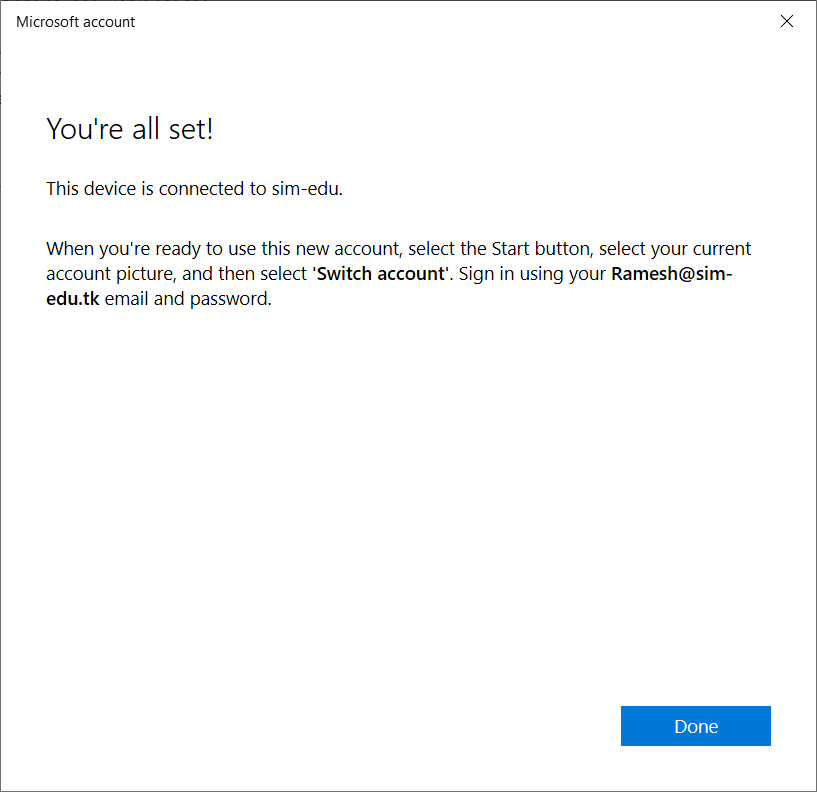 Microsoft account
You're all set!
This device is connected to sim-edu.
When you're ready to use this new account, select the Start button, select your current
account picture, and then select 'Switch account'. Sign in using your Ramesh@sim-
edu.tk email and password.
Done